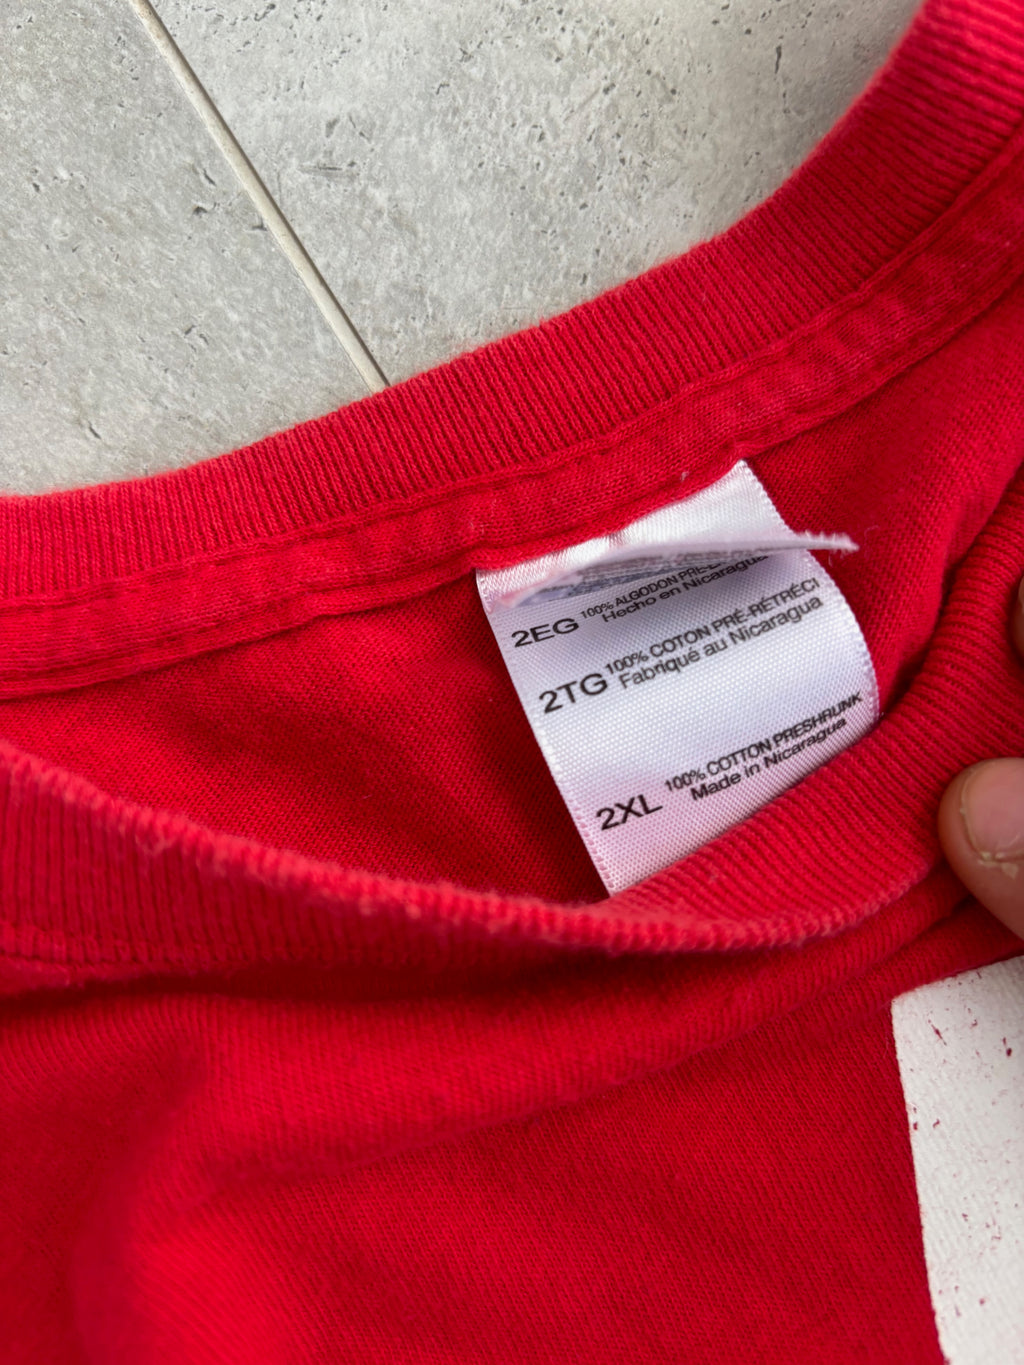 2EG 100% ALGODON
Hecho en Nicaragua
2TG 100% COTON PRÉ-RÉTRÉCI
Fabriqué au Nicaragua
2XL 100% COTTON PRESHRUNK
Made in Nicaragua